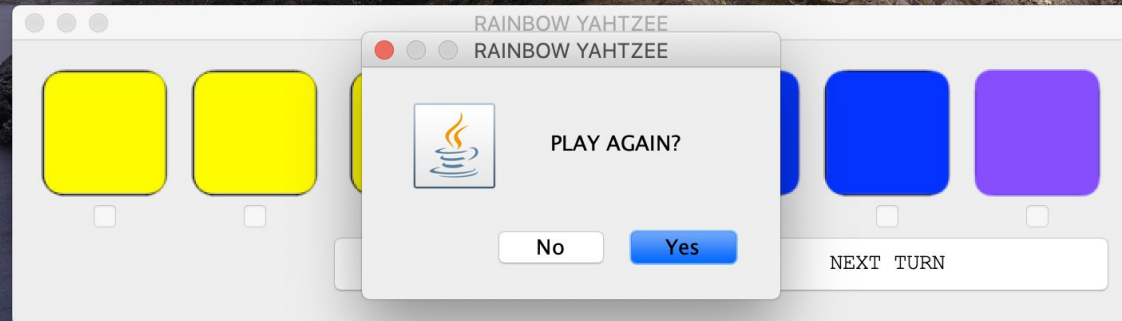 RAINBOW YAHTZEE
RAINBOW YAHTZEE
PLAY AGAIN?
No
Yes
NEXT TURN